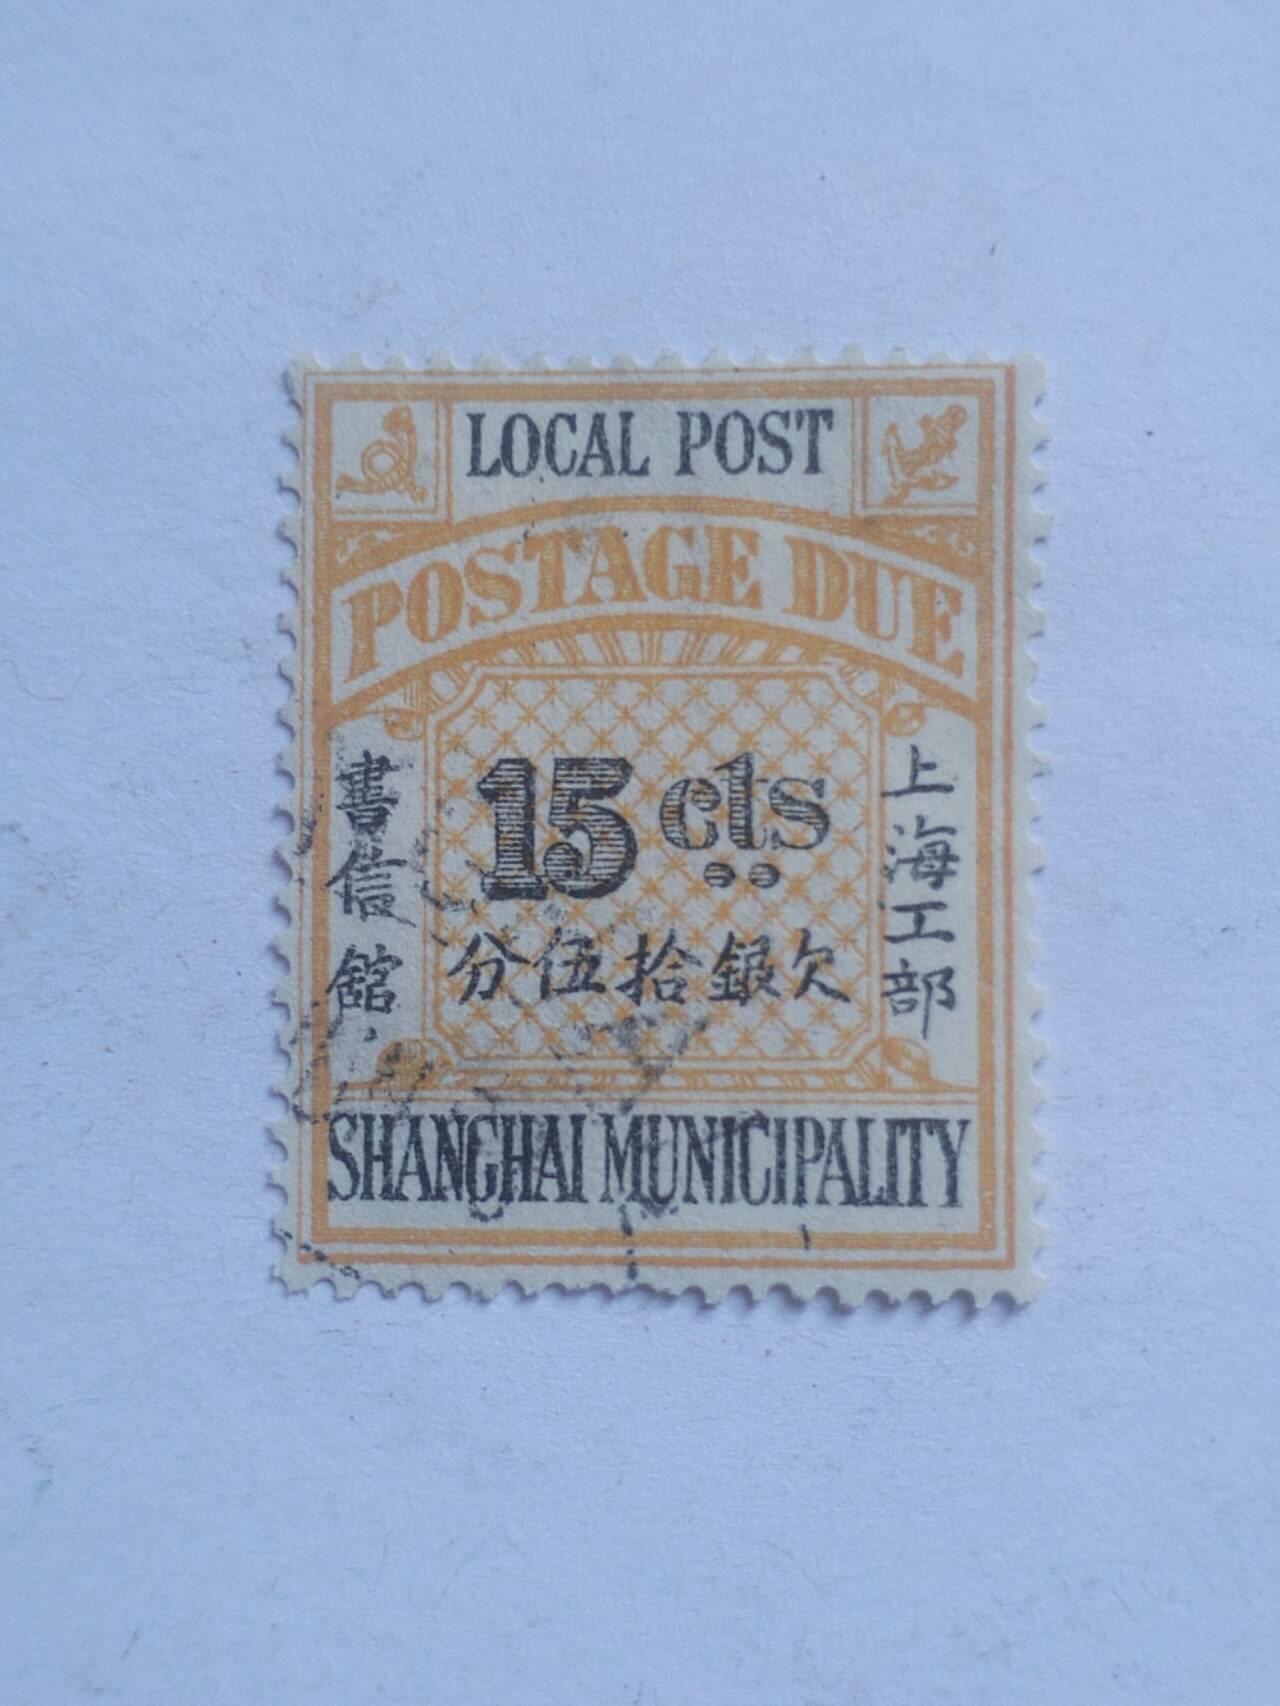 LOCAL POST
POSTAGE DUE
上海工部
書信館
15 cts
欠銀拾伍分
SHANGHAI MUNICIPALITY